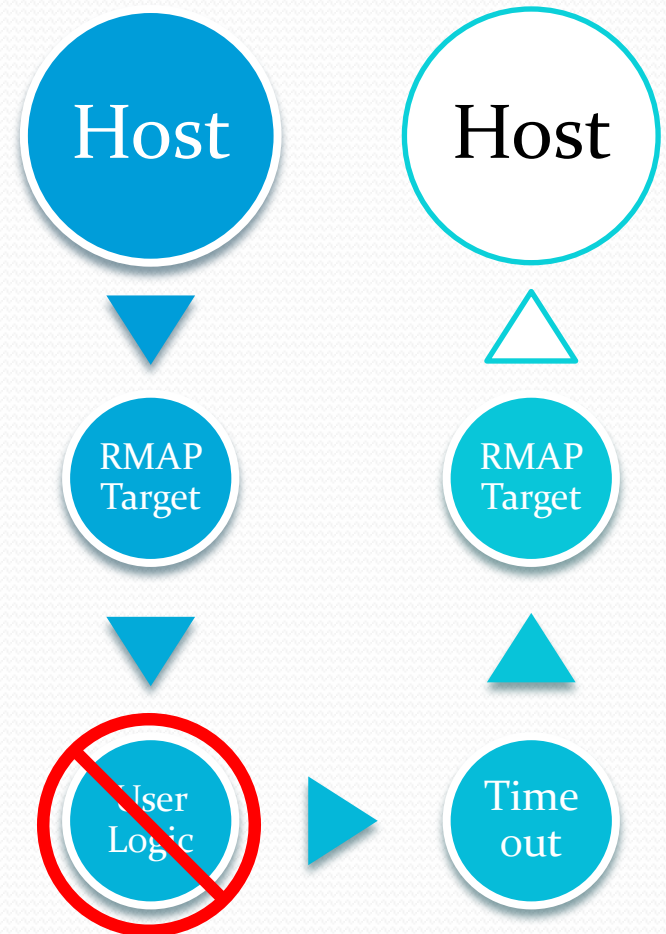 Host
RMAP
Target
User
Logic
Time
out
RMAP
Target
Host